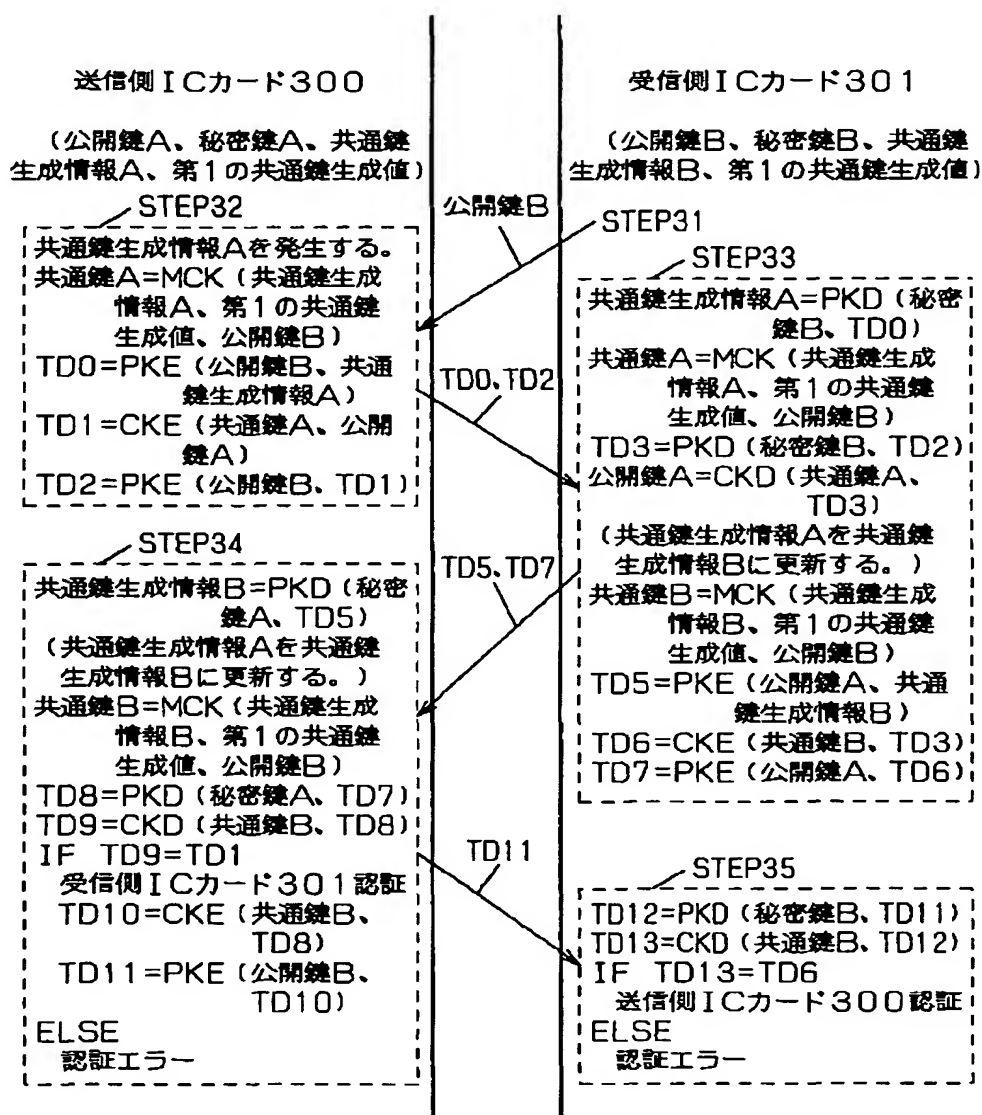 送信側ICカード300
(公開鍵A、秘密鍵A、共通鍵
生成情報A、第1の共通鍵生成値)
受信側ICカード301
(公開鍵B、秘密鍵B、共通鍵
生成情報B、第1の共通鍵生成値)
公開鍵B
STEP31
STEP32
共通鍵生成情報Aを発生する。
共通鍵A=MCK(共通鍵生成
情報A、第1の共通鍵
生成値、公開鍵B)
TD0=PKE(公開鍵B、共通
鍵生成情報A)
TD1=CKE(共通鍵A、公開
鍵A)
TD2=PKE(公開鍵B、TD1)
TD0、TD2
STEP33
共通鍵生成情報A=PKD(秘密
鍵B、TD0)
共通鍵A=MCK(共通鍵生成
情報A、第1の共通鍵
生成値、公開鍵B)
TD3=PKD(秘密鍵B、TD2)
公開鍵A=CKD(共通鍵A、
TD3)
(共通鍵生成情報Aを共通鍵
生成情報Bに更新する。)
共通鍵B=MCK(共通鍵生成
情報B、第1の共通鍵
生成値、公開鍵B)
TD5=PKE(公開鍵A、共通
鍵生成情報B)
TD6=CKE(共通鍵B、TD3)
TD7=PKE(公開鍵A、TD6)
TD5、TD7
STEP34
共通鍵生成情報B=PKD(秘密
鍵A、TD5)
(共通鍵生成情報Aを共通鍵
生成情報Bに更新する。)
共通鍵B=MCK(共通鍵生成
情報B、第1の共通鍵
生成値、公開鍵B)
TD8=PKD(秘密鍵A、TD7)
TD9=CKD(共通鍵B、TD8)
IF TD9=TD1
受信側ICカード301認証
TD10=CKE(共通鍵B、
TD8)
TD11=PKE(公開鍵B、
TD10)
ELSE
認証エラー
TD11
STEP35
TD12=PKD(秘密鍵B、TD11)
TD13=CKD(共通鍵B、TD12)
IF TD13=TD6
送信側ICカード300認証
ELSE
認証エラー